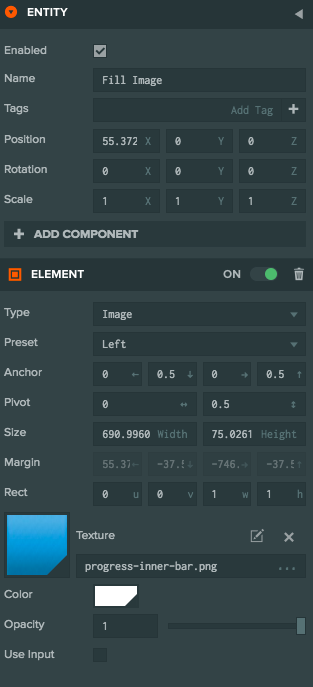 ENTITY
Enabled
Name Fill Image
Tags Add Tag +
Position 55.372 X 0 Y 0 Z
Rotation 0 X 0 Y 0 Z
Scale 1 X 1 Y 1 Z
+ ADD COMPONENT
ELEMENT ON
Type Image
Preset Left
Anchor 0 ← 0.5 ↓ 0 → 0.5 ↑
Pivot 0 ↔ 0.5 ↕
Size 690.9960 Width 75.0261 Height
Margin 55.37 ← -37.5 ↓ -746. → -37.5 ↑
Rect 0 u 0 v 1 w 1 h
Texture
progress-inner-bar.png ...
Color
Opacity 1
Use Input